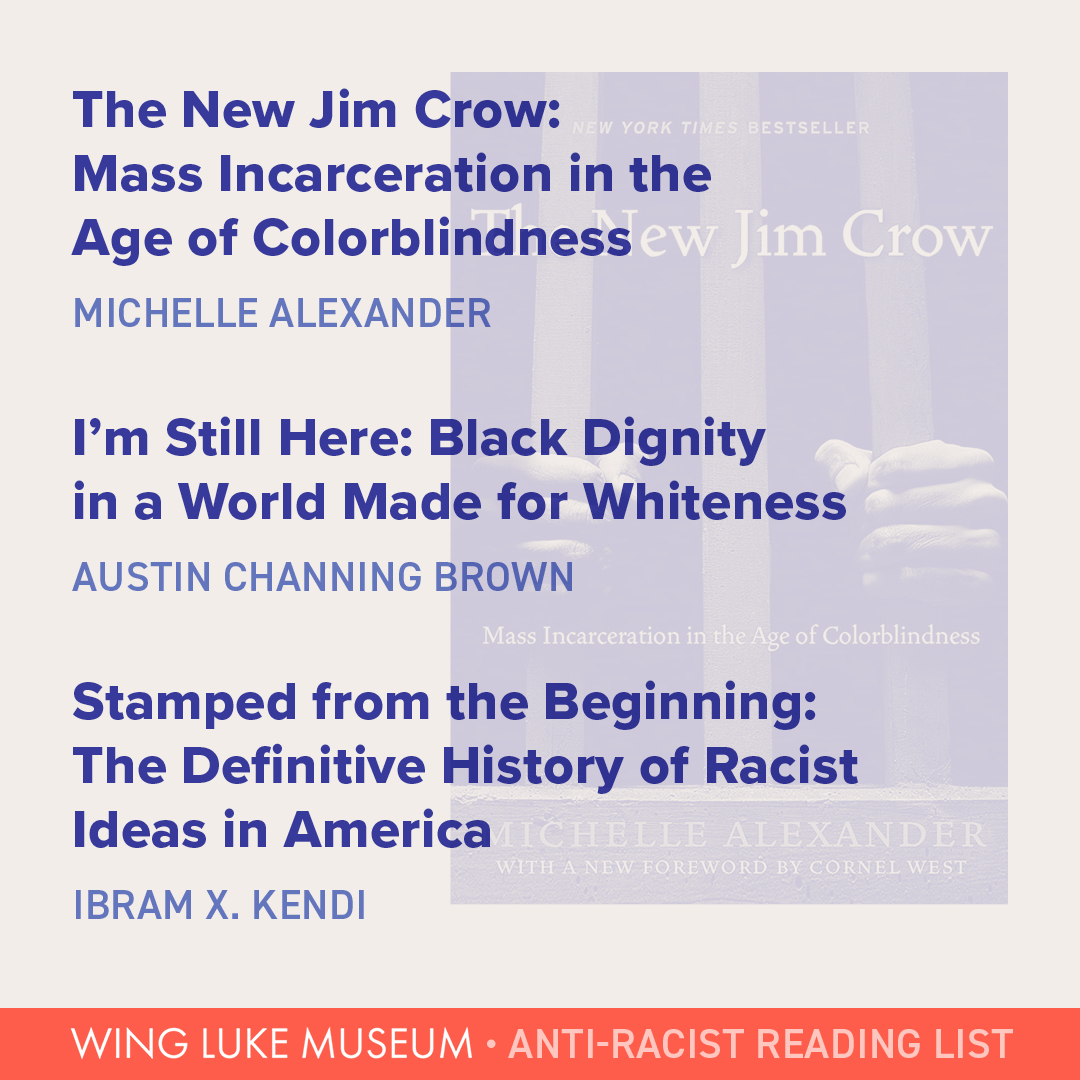 The New Jim Crow:
Mass Incarceration in the
Age of Colorblindness
MICHELLE ALEXANDER
I’m Still Here: Black Dignity
in a World Made for Whiteness
AUSTIN CHANNING BROWN
Stamped from the Beginning:
The Definitive History of Racist
Ideas in America
IBRAM X. KENDI
NEW YORK TIMES BESTSELLER
The New Jim Crow
Mass Incarceration in the Age of Colorblindness
MICHELLE ALEXANDER
WITH A NEW FOREWORD BY CORNEL WEST
WING LUKE MUSEUM • ANTI-RACIST READING LIST